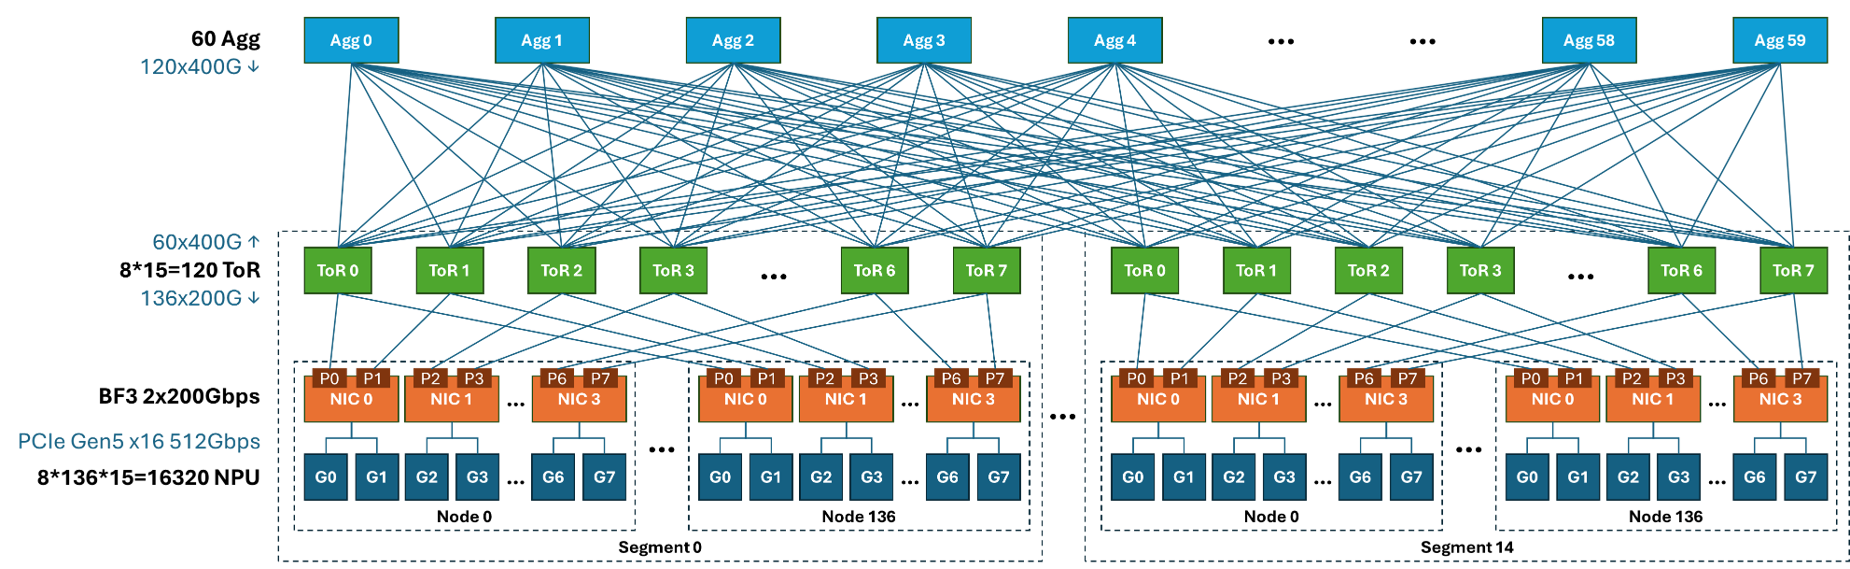 60 Agg
120x400G ↓
Agg 0 Agg 1 Agg 2 Agg 3 Agg 4 ... ... Agg 58 Agg 59
60x400G ↑
8*15=120 ToR
136x200G ↓
ToR 0 ToR 1 ToR 2 ToR 3 ... ToR 6 ToR 7 ToR 0 ToR 1 ToR 2 ToR 3 ... ToR 6 ToR 7
P0 P1 P2 P3 P6 P7 P0 P1 P2 P3 P6 P7 P0 P1 P2 P3 P6 P7 P0 P1 P2 P3 P6 P7
BF3 2x200Gbps
NIC 0 NIC 1 ... NIC 3 NIC 0 NIC 1 ... NIC 3 ... NIC 0 NIC 1 ... NIC 3 NIC 0 NIC 1 ... NIC 3
PCIe Gen5 x16 512Gbps
8*136*15=16320 NPU
G0 G1 G2 G3 ... G6 G7 ... G0 G1 G2 G3 ... G6 G7 G0 G1 G2 G3 ... G6 G7 ... G0 G1 G2 G3 ... G6 G7
Node 0 Node 136 Node 0 Node 136
Segment 0 Segment 14